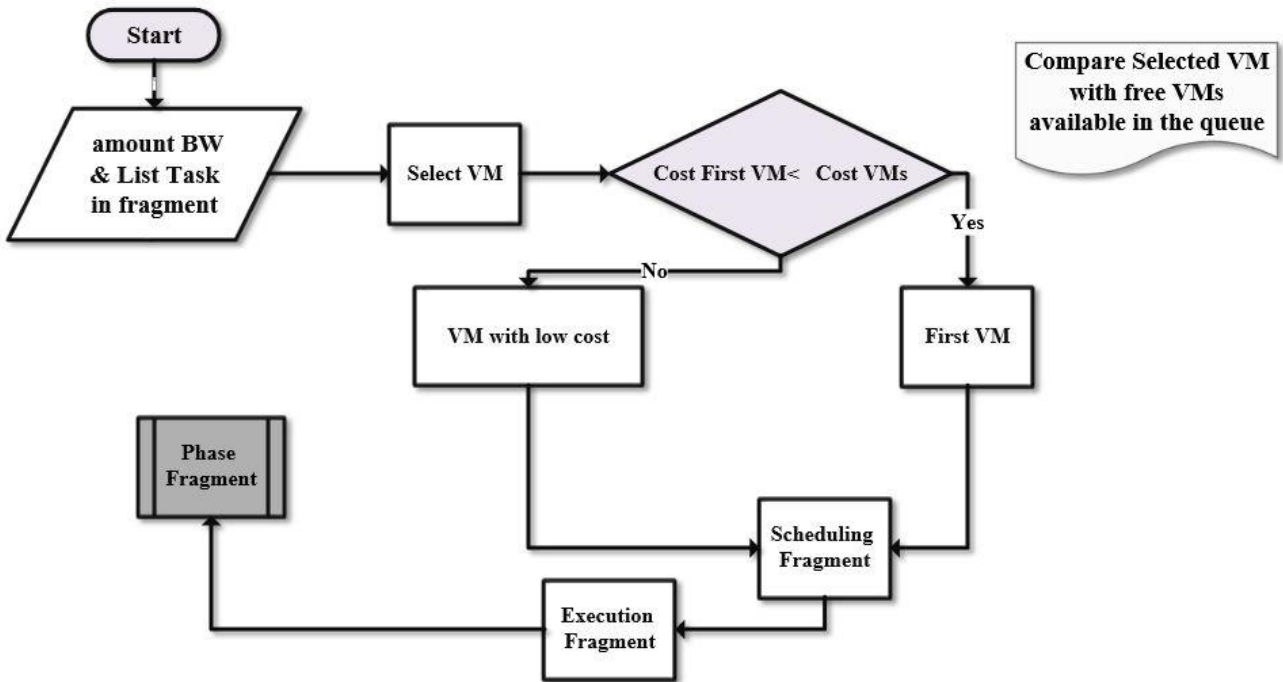 Start
Compare Selected VM
with free VMs
available in the queue
amount BW
& List Task
in fragment
Select VM
Cost First VM< Cost VMs
Yes
No
VM with low cost
First VM
Phase
Fragment
Scheduling
Fragment
Execution
Fragment